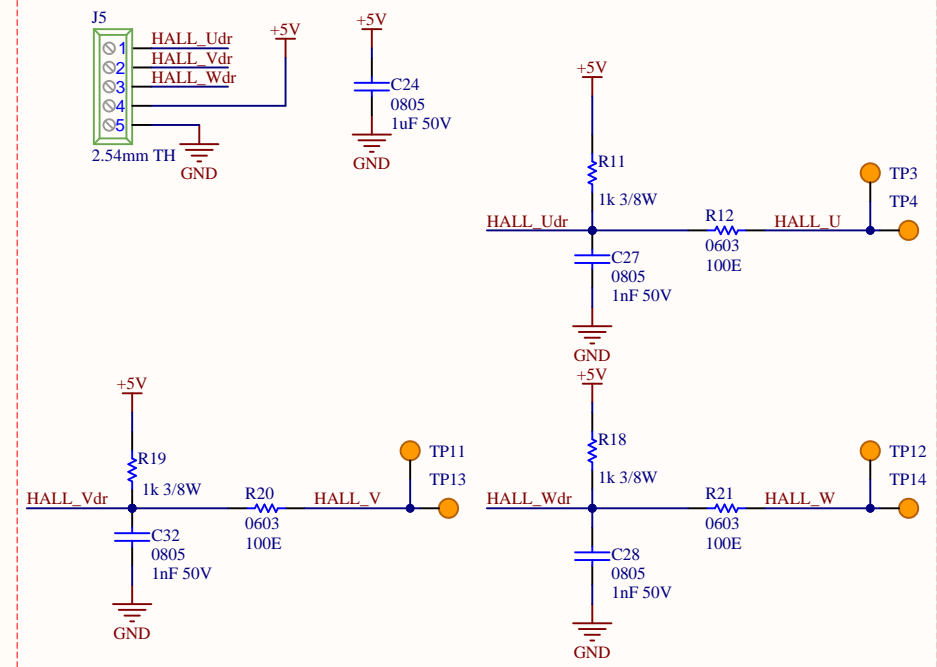 J5
1 HALL_Udr
2 HALL_Vdr
3 HALL_Wdr
4
5
2.54mm TH
+5V
GND
+5V
C24
0805
1uF 50V
GND
+5V
R11
1k 3/8W
HALL_Udr
R12
0603
100E
HALL_U
TP3
TP4
C27
0805
1nF 50V
GND
+5V
R19
1k 3/8W
HALL_Vdr
R20
0603
100E
HALL_V
TP11
TP13
C32
0805
1nF 50V
GND
+5V
R18
1k 3/8W
HALL_Wdr
R21
0603
100E
HALL_W
TP12
TP14
C28
0805
1nF 50V
GND